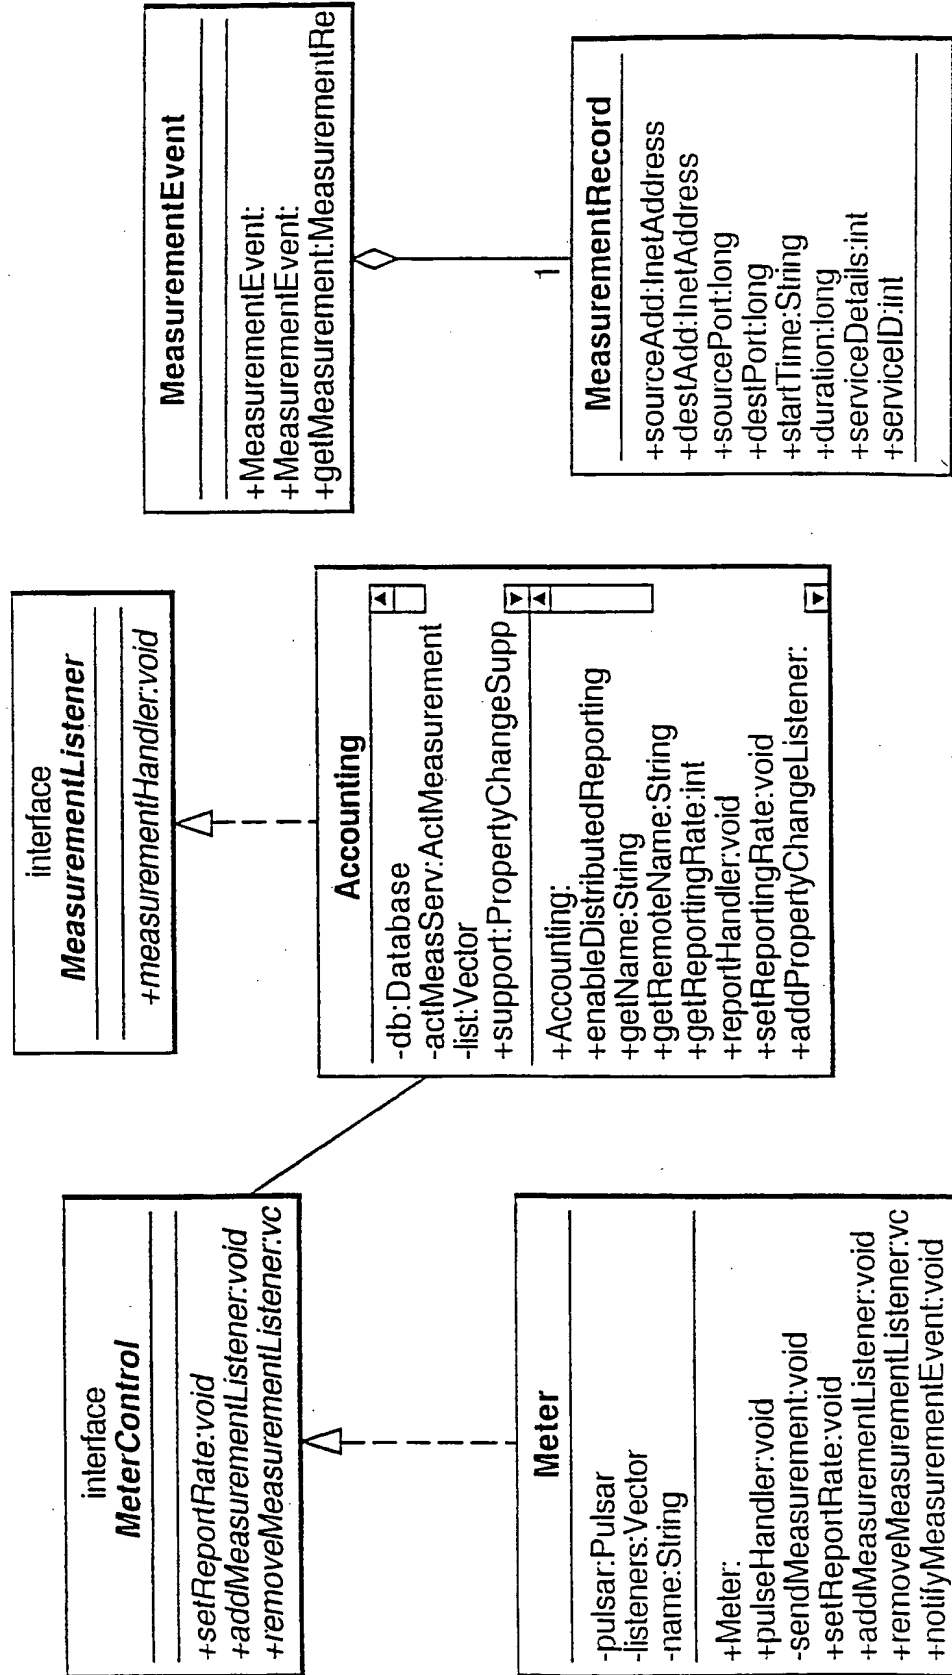 interface
MeterControl
+setReportRate:void
+addMeasurementListener:void
+removeMeasurementListener:vc
Meter
-pulsar:Pulsar
-listeners:Vector
-name:String
+Meter:
+pulseHandler:void
-sendMeasurement:void
+setReportRate:void
+addMeasurementListener:void
+removeMeasurementListener:vc
+notifyMeasurementEvent:void
interface
MeasurementListener
+measurementHandler:void
Accounting
-db:Database
-actMeasServ:ActMeasurement
-list:Vector
+support:PropertyChangeSupp
+Accounting:
+enableDistributedReporting
+getName:String
+getRemoteName:String
+getReportingRate:int
+reportHandler:void
+setReportingRate:void
+addPropertyChangeListener:
MeasurementEvent
+MeasurementEvent:
+MeasurementEvent:
+getMeasurement:MeasurementRe
1
MeasurementRecord
+sourceAdd:InetAddress
+destAdd:InetAddress
+sourcePort:long
+destPort:long
+startTime:String
+duration:long
+serviceDetails:int
+serviceID:int